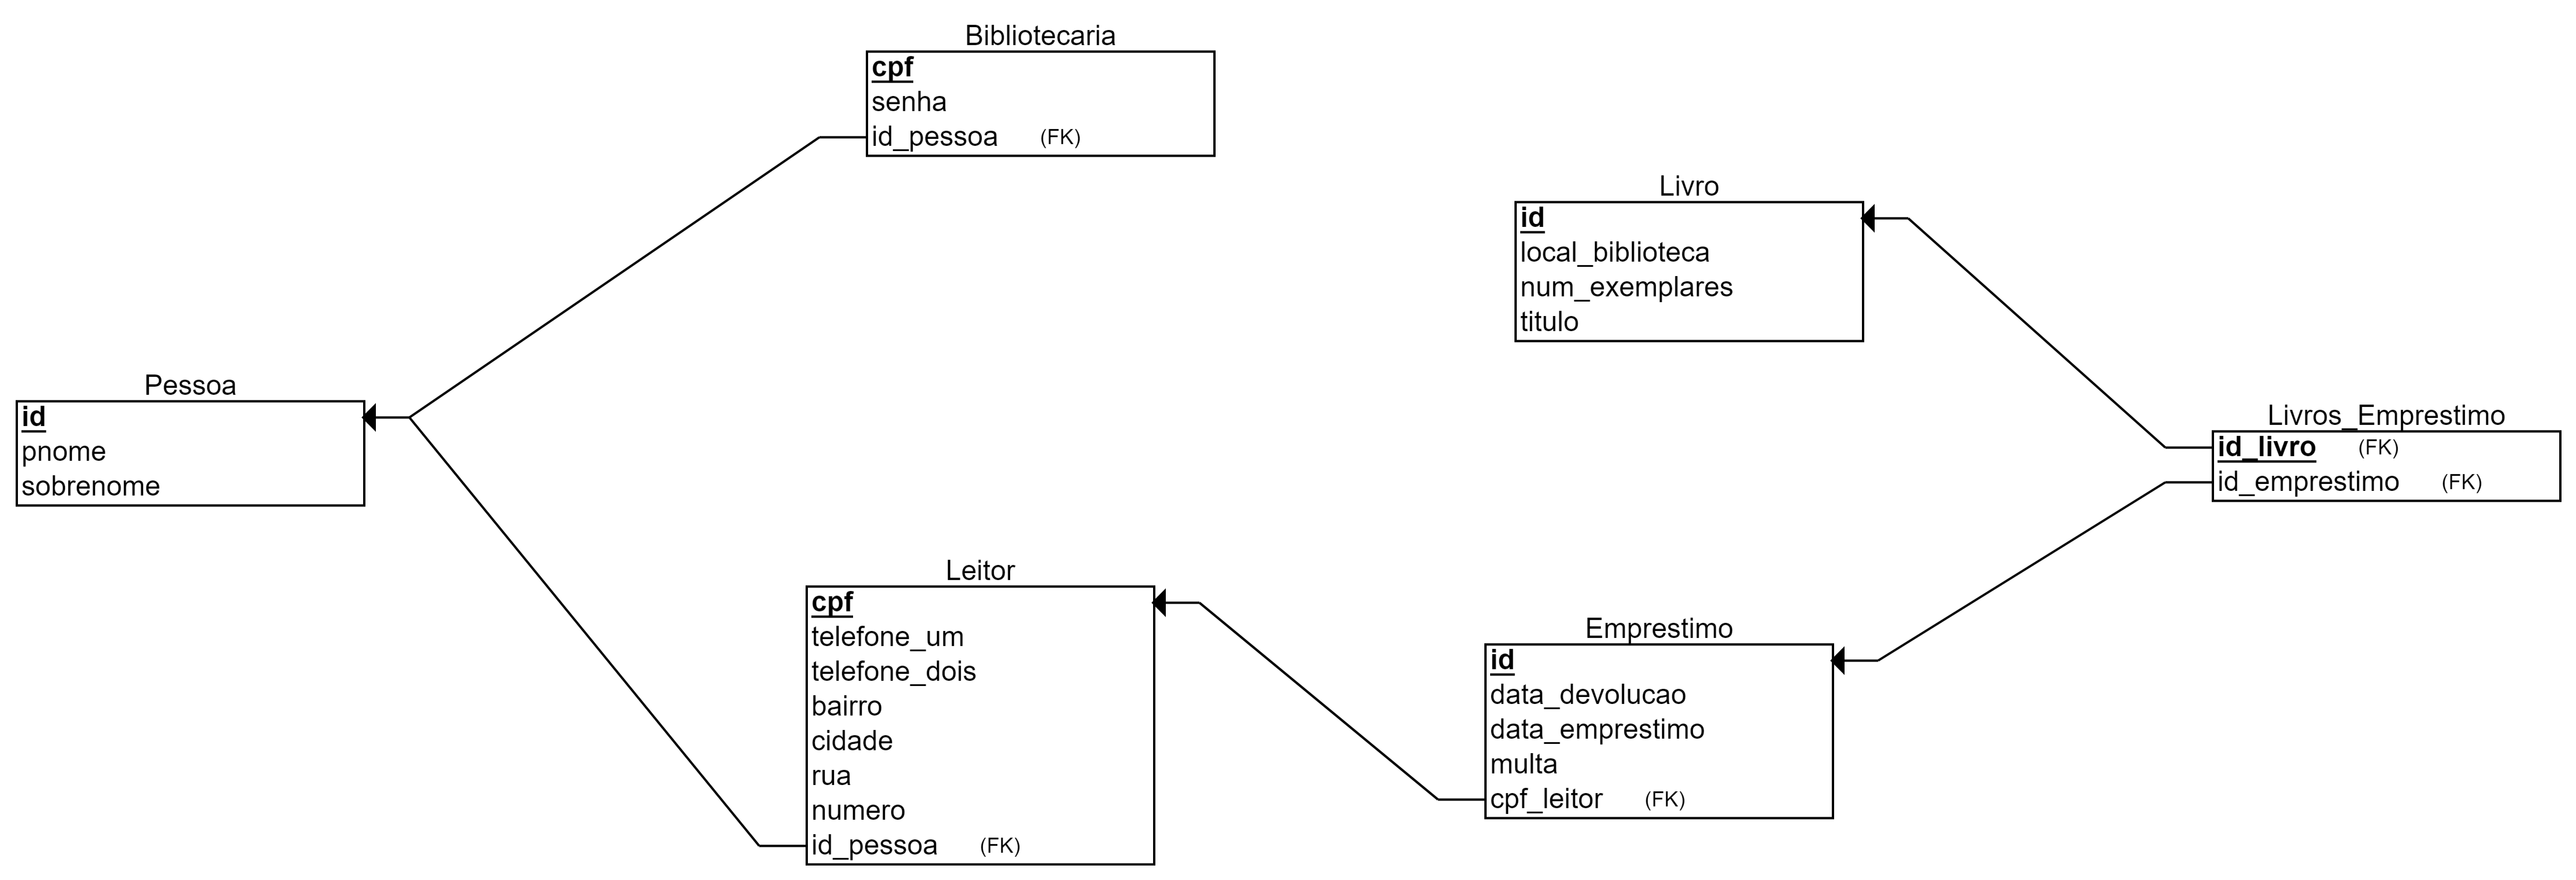 Bibliotecaria
cpf
senha
id_pessoa (FK)
Livro
id
local_biblioteca
num_exemplares
titulo
Pessoa
id
pnome
sobrenome
Livros_Emprestimo
id_livro (FK)
id_emprestimo (FK)
Leitor
cpf
telefone_um
telefone_dois
bairro
cidade
rua
numero
id_pessoa (FK)
Emprestimo
id
data_devolucao
data_emprestimo
multa
cpf_leitor (FK)